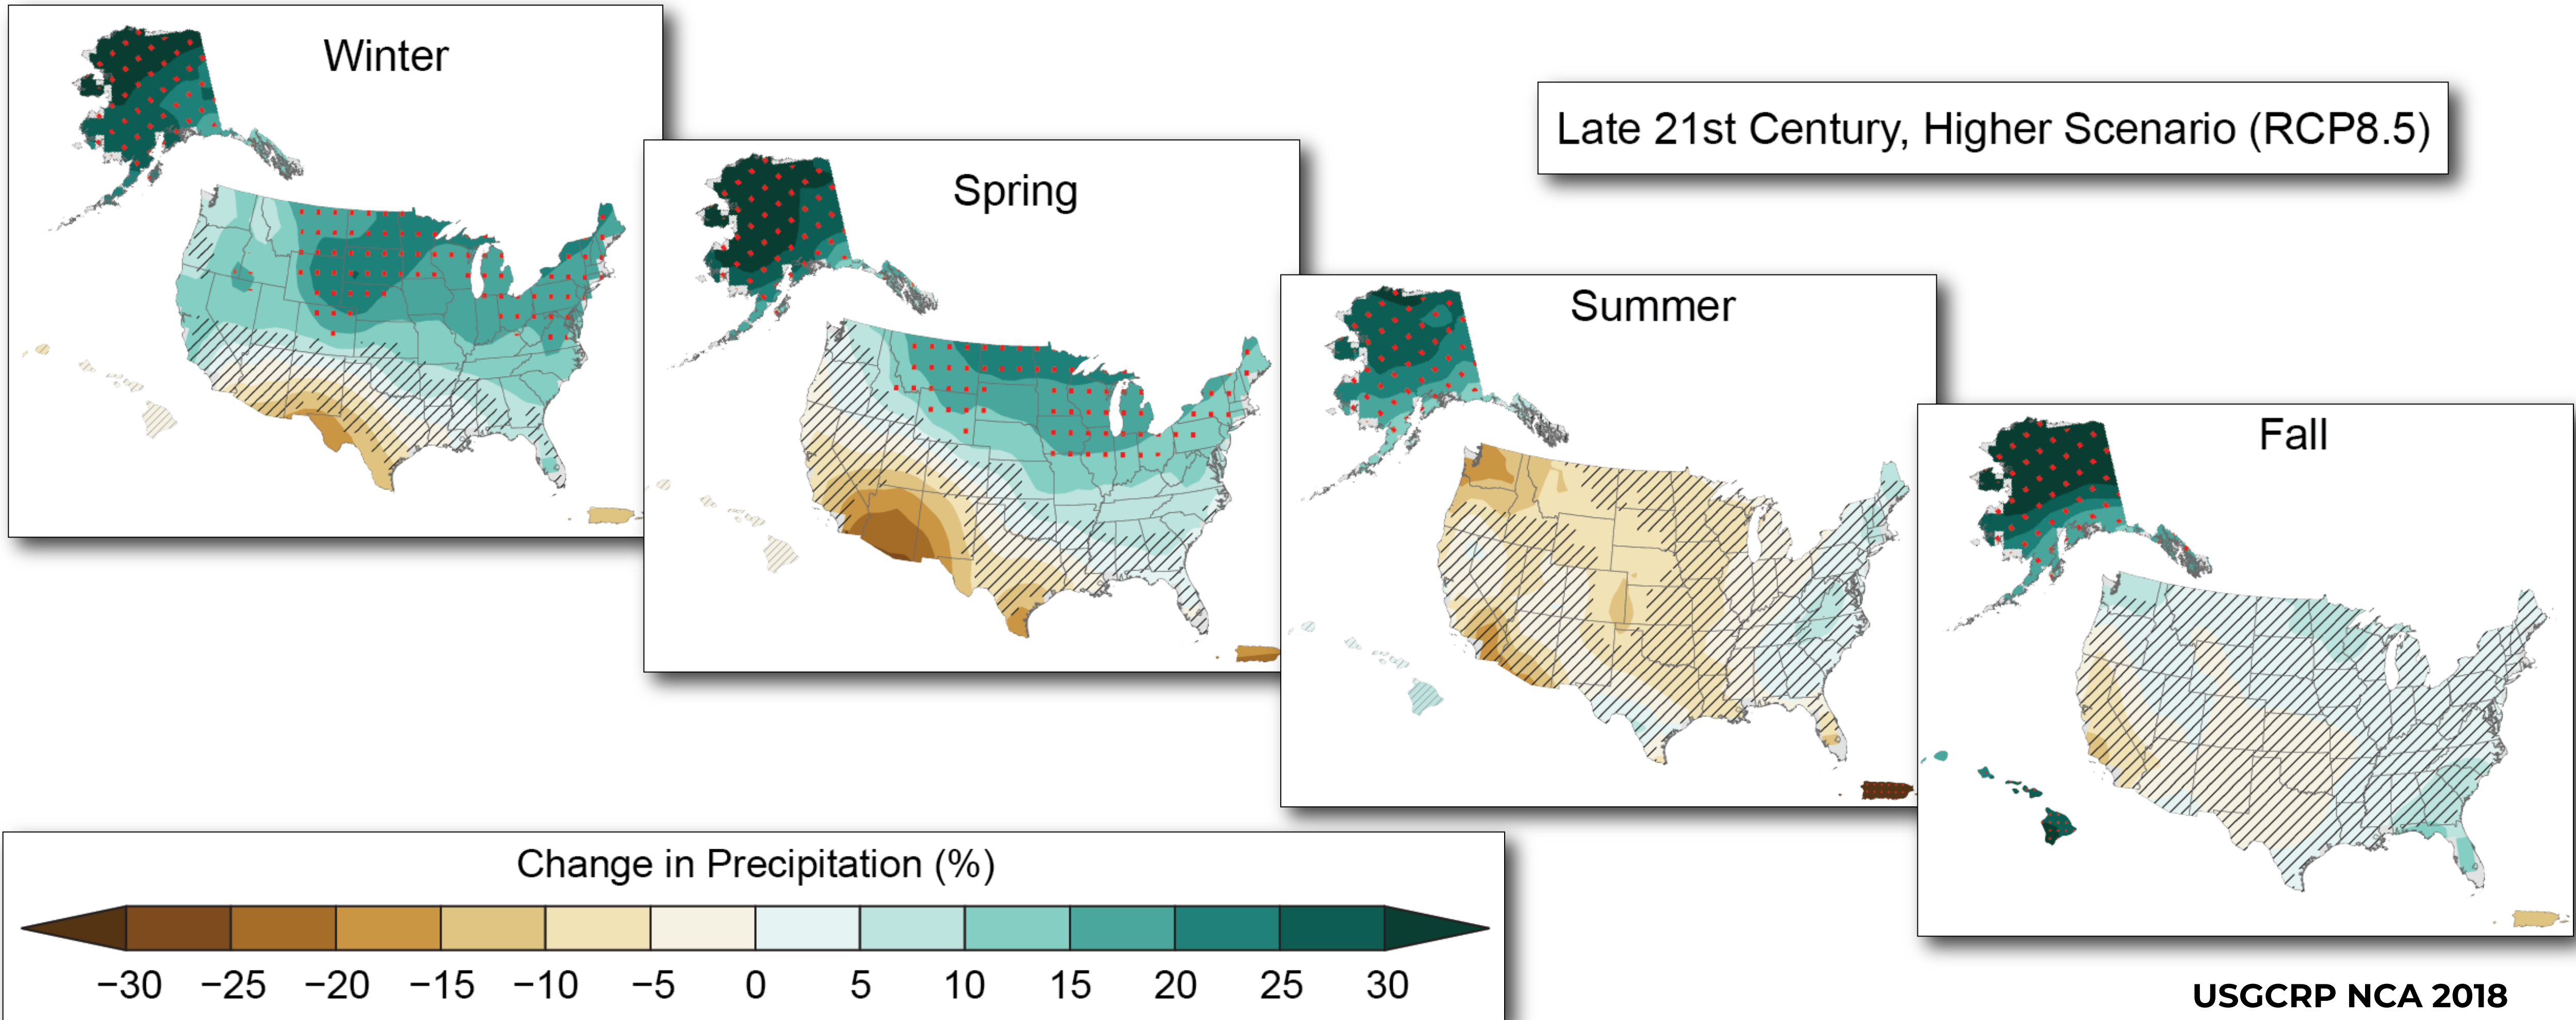 Winter
Late 21st Century, Higher Scenario (RCP8.5)
Spring
Summer
Fall
Change in Precipitation (%)
−30 −25 −20 −15 −10 −5 0 5 10 15 20 25 30
USGCRP NCA 2018